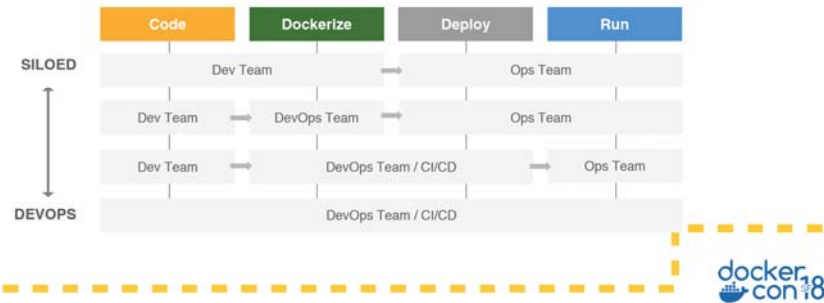 Code Dockerize Deploy Run
SILOED Dev Team Ops Team
Dev Team DevOps Team Ops Team
Dev Team DevOps Team / CI/CD Ops Team
DEVOPS DevOps Team / CI/CD
docker
con 18